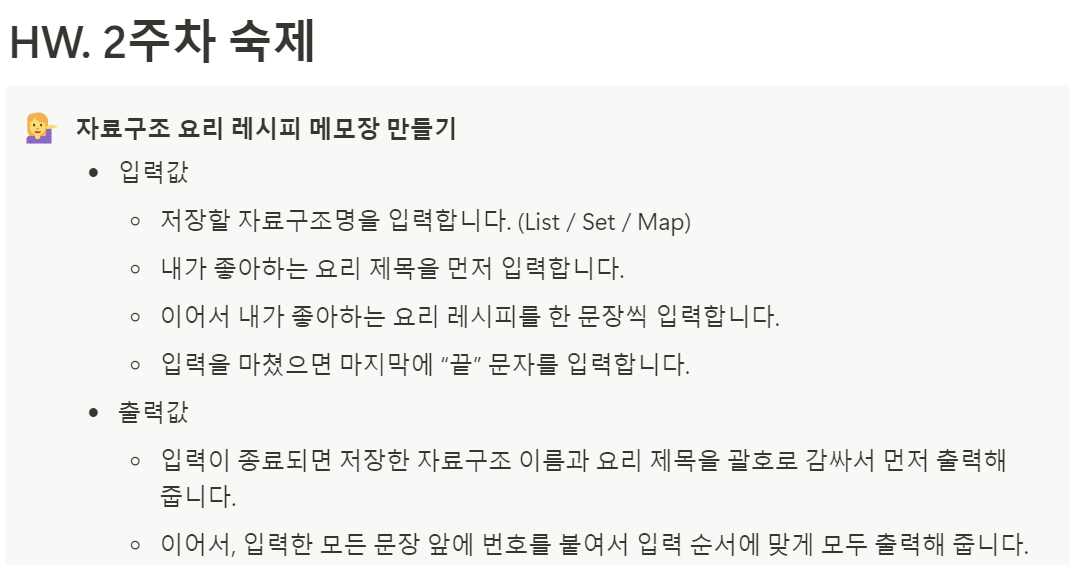 HW. 2주차 숙제
자료구조 요리 레시피 메모장 만들기
입력값
저장할 자료구조명을 입력합니다. (List / Set / Map)
내가 좋아하는 요리 제목을 먼저 입력합니다.
이어서 내가 좋아하는 요리 레시피를 한 문장씩 입력합니다.
입력을 마쳤으면 마지막에 “끝” 문자를 입력합니다.
출력값
입력이 종료되면 저장한 자료구조 이름과 요리 제목을 괄호로 감싸서 먼저 출력해
줍니다.
이어서, 입력한 모든 문장 앞에 번호를 붙여서 입력 순서에 맞게 모두 출력해 줍니다.